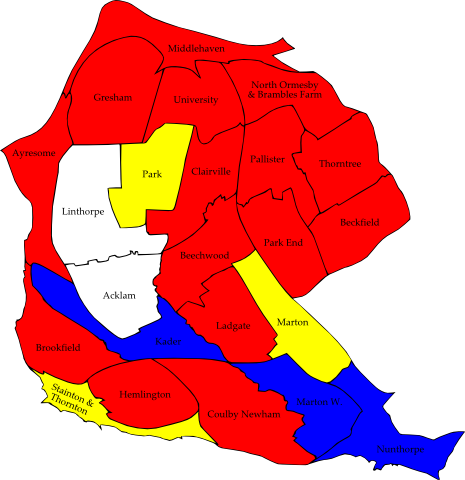 Middlehaven
North Ormesby
& Brambles Farm
Gresham
University
Ayresome
Park
Clairville
Pallister
Thorntree
Linthorpe
Beckfield
Beechwood
Park End
Acklam
Ladgate
Marton
Kader
Brookfield
Stainton &
Thornton
Hemlington
Coulby Newham
Marton W.
Nunthorpe